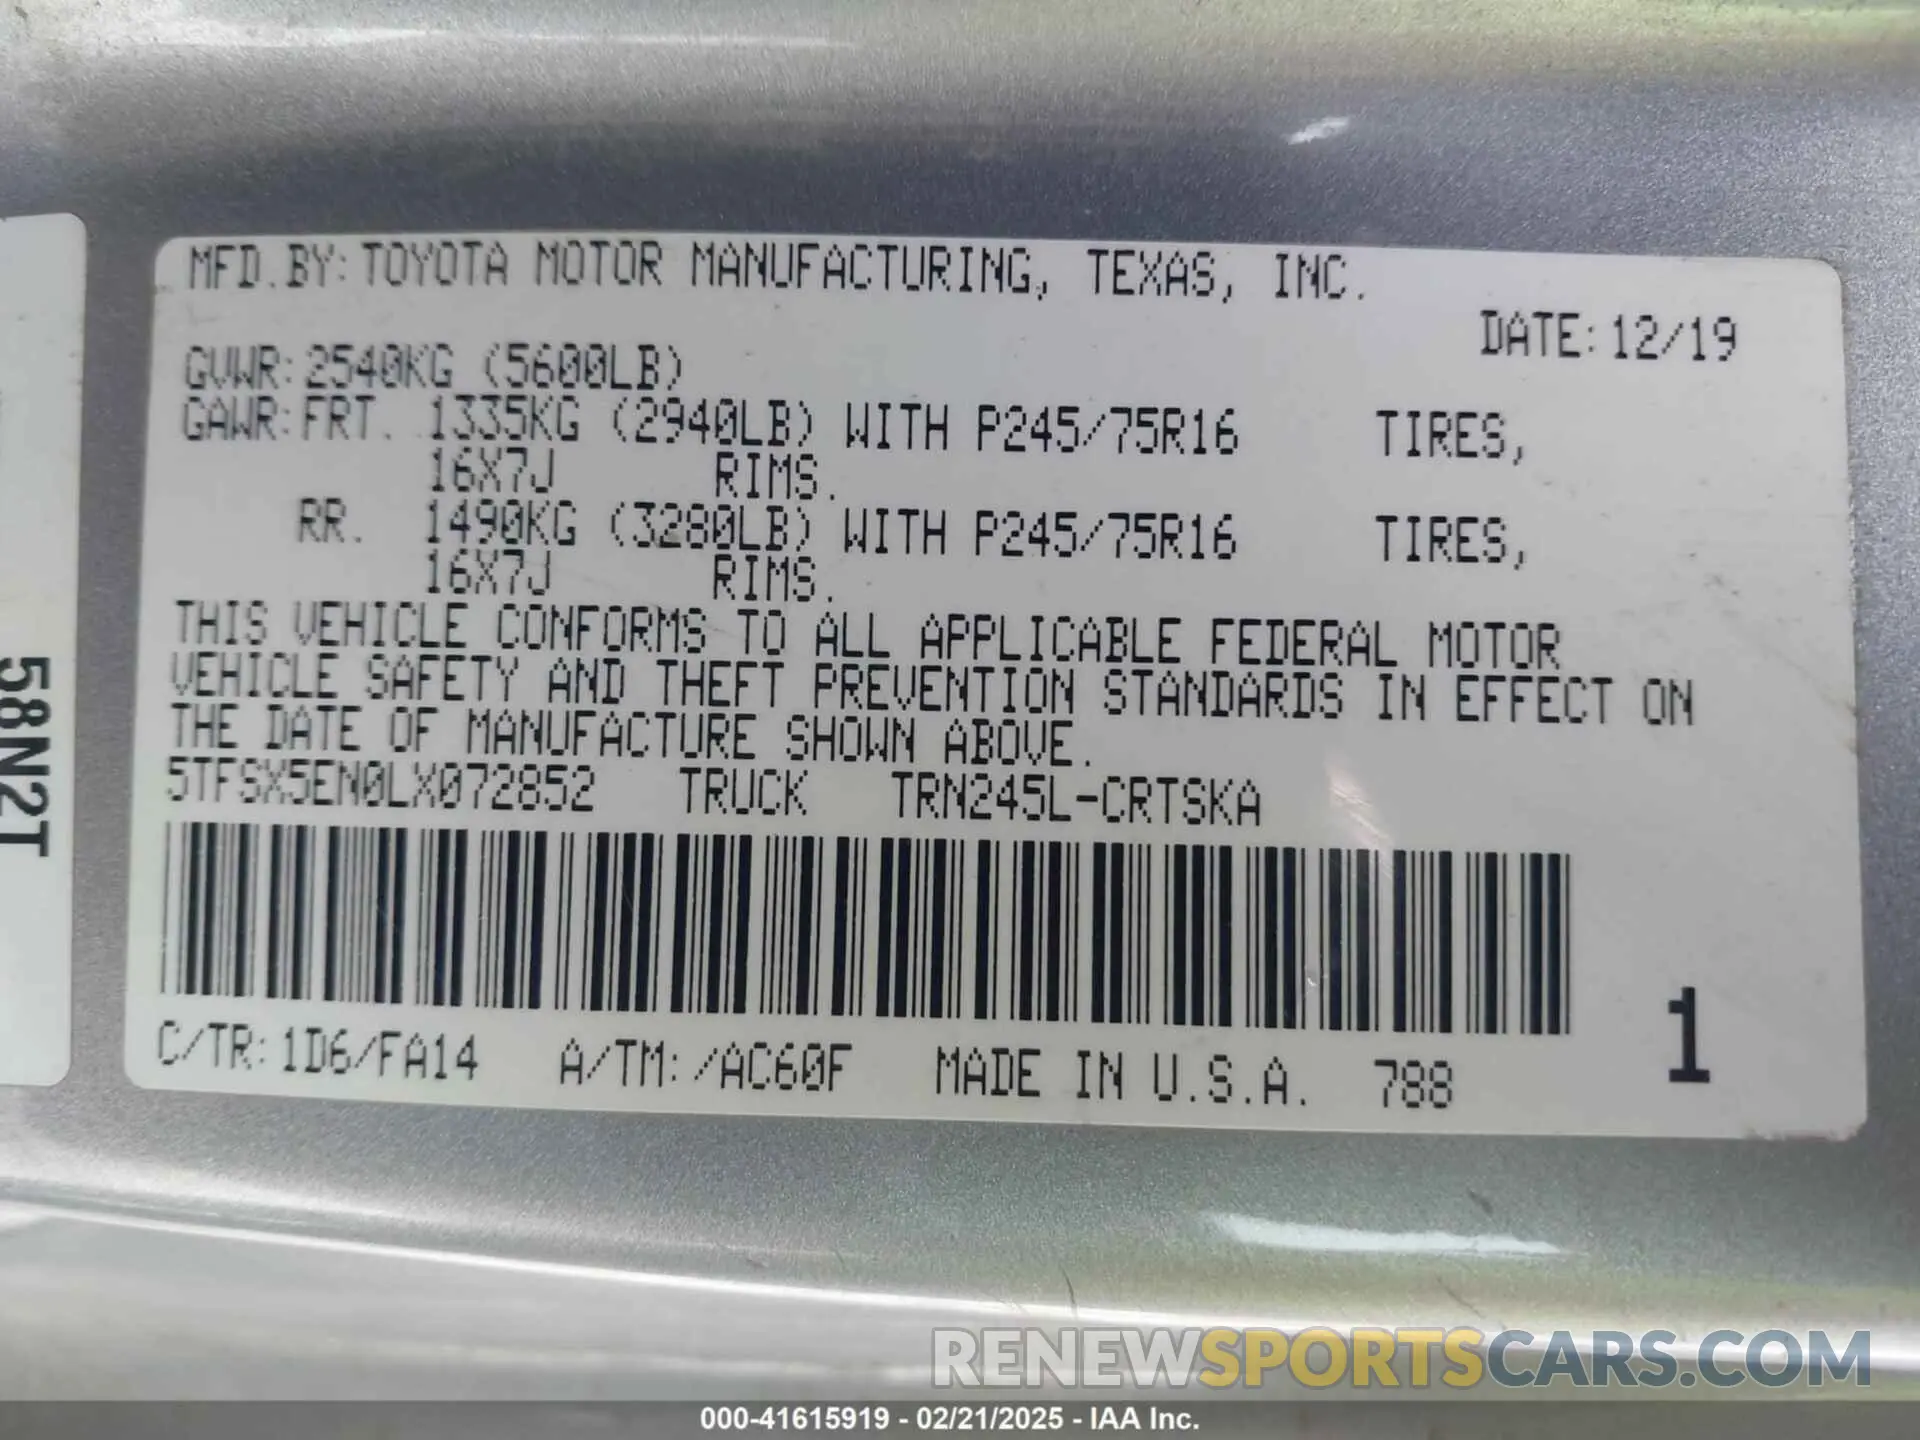 MFD.BY: TOYOTA MOTOR MANUFACTURING, TEXAS, INC.
DATE: 12/19
GVWR: 2540KG (5600LB)
GAWR: FRT. 1335KG (2940LB) WITH P245/75R16 TIRES,
16X7J RIMS.
RR. 1490KG (3280LB) WITH P245/75R16 TIRES,
16X7J RIMS.
THIS VEHICLE CONFORMS TO ALL APPLICABLE FEDERAL MOTOR
VEHICLE SAFETY AND THEFT PREVENTION STANDARDS IN EFFECT ON
THE DATE OF MANUFACTURE SHOWN ABOVE.
5TFSX5EN0LX072852 TRUCK TRN245L-CRTSKA
C/TR: 1D6/FA14 A/TM: /AC60F MADE IN U.S.A. 788
1
58N2T
RENEWSPORTSCARS.COM
000-41615919 - 02/21/2025 - IAA Inc.